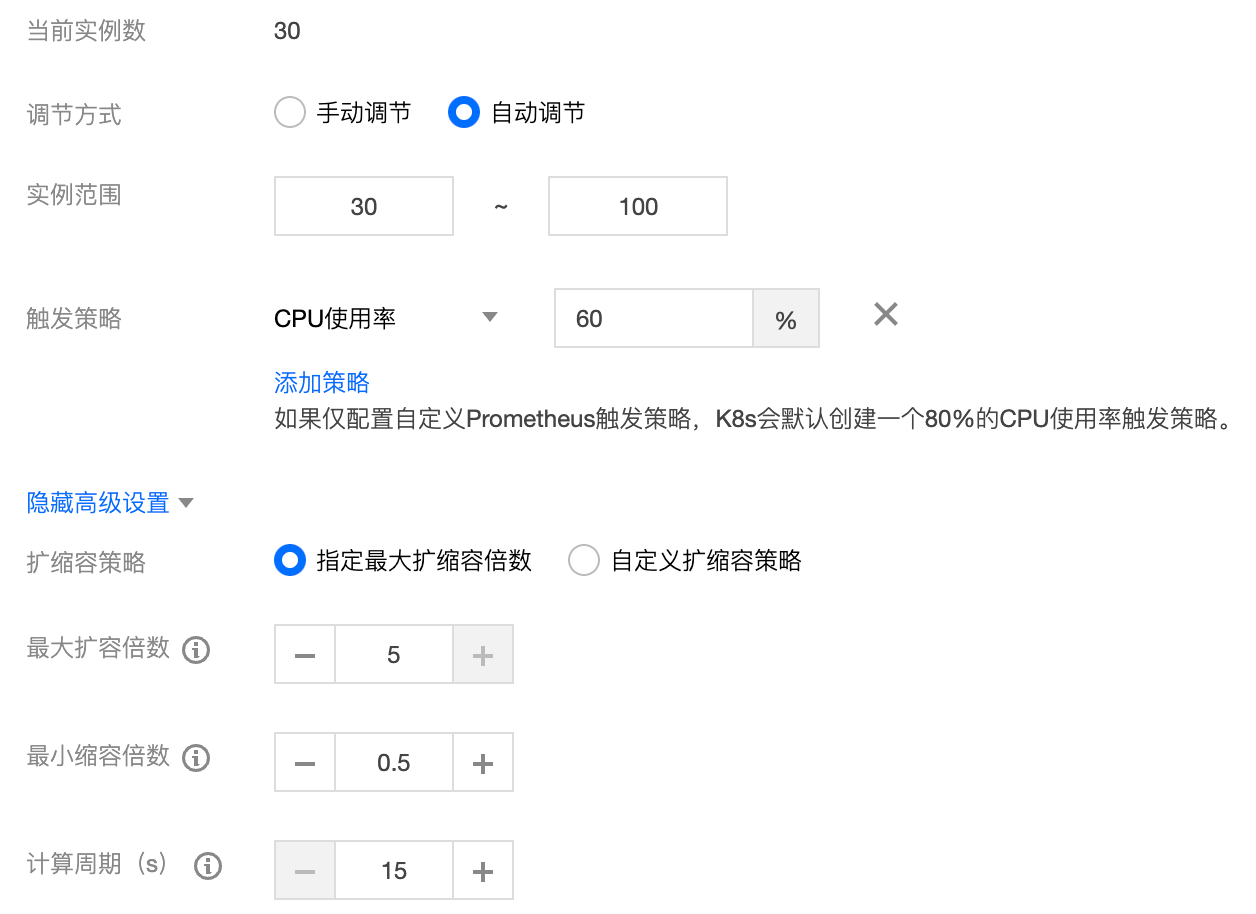 当前实例数 30
调节方式 手动调节 自动调节
实例范围 30 ~ 100
触发策略 CPU使用率 60 %
添加策略
如果仅配置自定义Prometheus触发策略，K8s会默认创建一个80%的CPU使用率触发策略。
隐藏高级设置
扩缩容策略 指定最大扩缩容倍数 自定义扩缩容策略
最大扩容倍数 5
最小缩容倍数 0.5
计算周期（s） 15